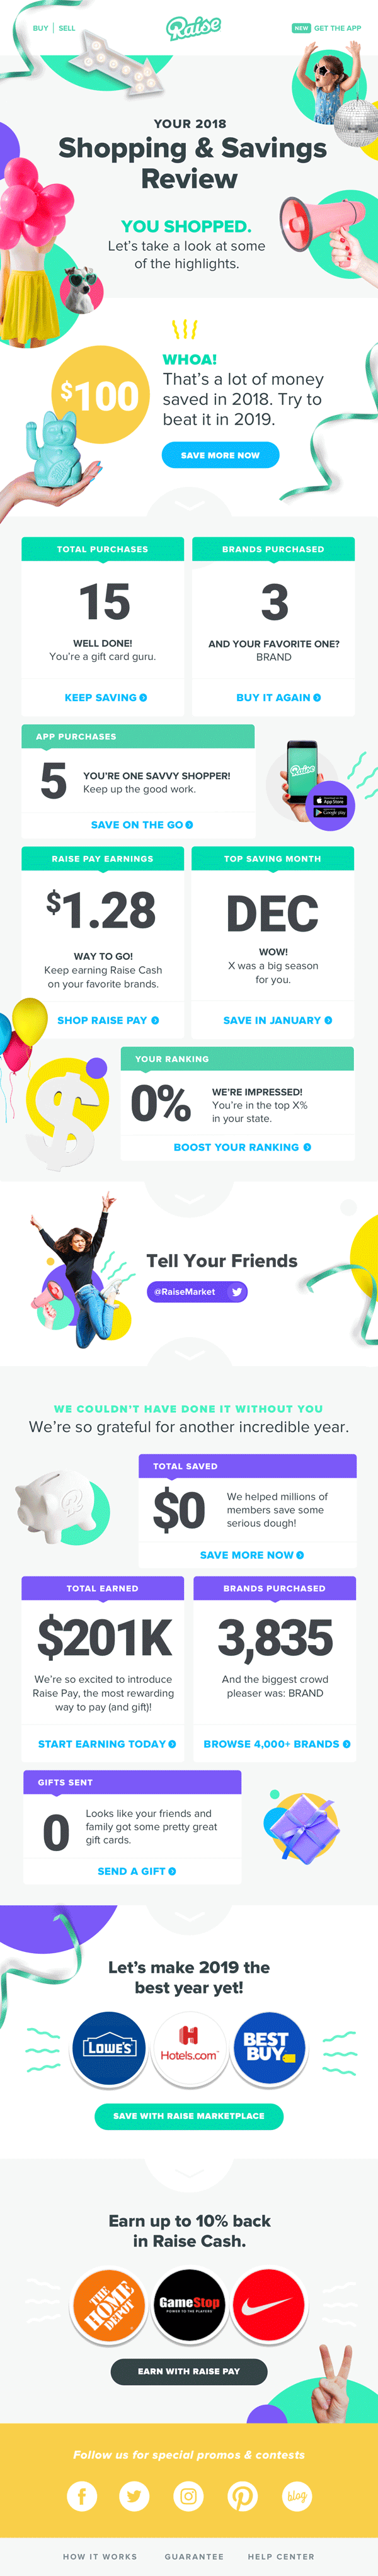 BUY | SELL
Raise
NEW GET THE APP
YOUR 2018
Shopping & Savings
Review
YOU SHOPPED.
Let's take a look at some
of the highlights.
$100
WHOA!
That's a lot of money
saved in 2018. Try to
beat it in 2019.
SAVE MORE NOW
TOTAL PURCHASES
15
WELL DONE!
You're a gift card guru.
KEEP SAVING
BRANDS PURCHASED
3
AND YOUR FAVORITE ONE?
BRAND
BUY IT AGAIN
APP PURCHASES
5
YOU'RE ONE SAVVY SHOPPER!
Keep up the good work.
SAVE ON THE GO
Raise
App Store
Google play
RAISE PAY EARNINGS
$1.28
WAY TO GO!
Keep earning Raise Cash
on your favorite brands.
SHOP RAISE PAY
TOP SAVING MONTH
DEC
WOW!
X was a big season
for you.
SAVE IN JANUARY
YOUR RANKING
0%
WE'RE IMPRESSED!
You're in the top X%
in your state.
BOOST YOUR RANKING
Tell Your Friends
@RaiseMarket
WE COULDN'T HAVE DONE IT WITHOUT YOU
We're so grateful for another incredible year.
TOTAL SAVED
$0
We helped millions of
members save some
serious dough!
SAVE MORE NOW
TOTAL EARNED
$201K
We're so excited to introduce
Raise Pay, the most rewarding
way to pay (and gift)!
START EARNING TODAY
BRANDS PURCHASED
3,835
And the biggest crowd
pleaser was: BRAND
BROWSE 4,000+ BRANDS
GIFTS SENT
0
Looks like your friends and
family got some pretty great
gift cards.
SEND A GIFT
Let's make 2019 the
best year yet!
LOWE'S
H
Hotels.com
BEST
BUY
SAVE WITH RAISE MARKETPLACE
Earn up to 10% back
in Raise Cash.
THE
HOME
DEPOT
GameStop
POWER TO THE PLAYERS
EARN WITH RAISE PAY
Follow us for special promos & contests
blog
HOW IT WORKS
GUARANTEE
HELP CENTER